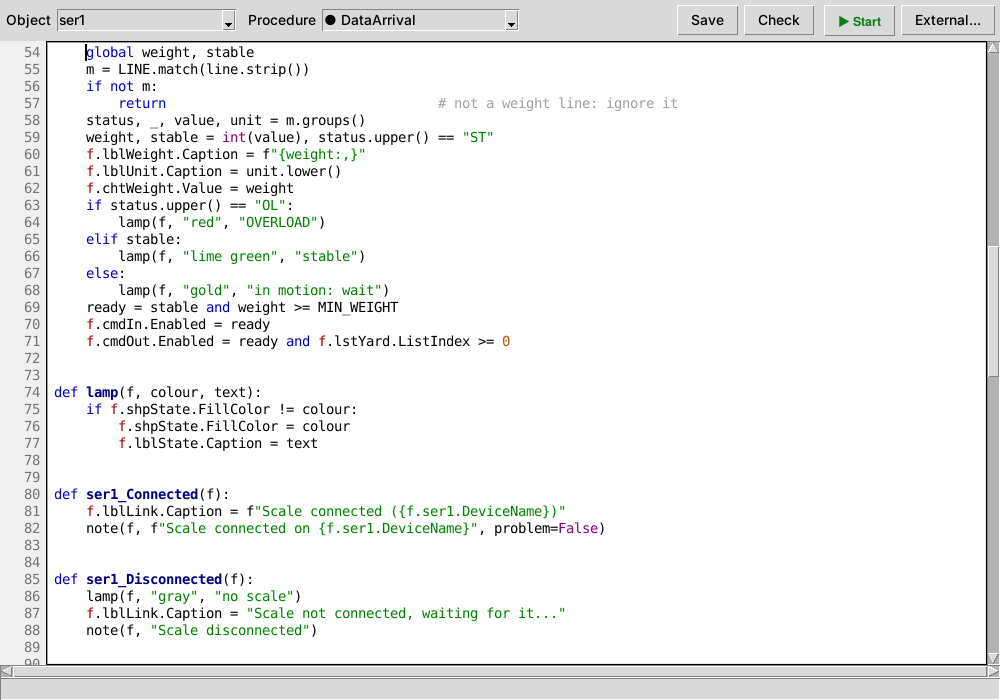 Object ser1 Procedure ● DataArrival Save Check ▶ Start External...
54     global weight, stable
55     m = LINE.match(line.strip())
56     if not m:
57         return                                  # not a weight line: ignore it
58     status, _, value, unit = m.groups()
59     weight, stable = int(value), status.upper() == "ST"
60     f.lblWeight.Caption = f"{weight:,}"
61     f.lblUnit.Caption = unit.lower()
62     f.chtWeight.Value = weight
63     if status.upper() == "OL":
64         lamp(f, "red", "OVERLOAD")
65     elif stable:
66         lamp(f, "lime green", "stable")
67     else:
68         lamp(f, "gold", "in motion: wait")
69     ready = stable and weight >= MIN_WEIGHT
70     f.cmdIn.Enabled = ready
71     f.cmdOut.Enabled = ready and f.lstYard.ListIndex >= 0
72
73
74 def lamp(f, colour, text):
75     if f.shpState.FillColor != colour:
76         f.shpState.FillColor = colour
77         f.lblState.Caption = text
78
79
80 def ser1_Connected(f):
81     f.lblLink.Caption = f"Scale connected ({f.ser1.DeviceName})"
82     note(f, f"Scale connected on {f.ser1.DeviceName}", problem=False)
83
84
85 def ser1_Disconnected(f):
86     lamp(f, "gray", "no scale")
87     f.lblLink.Caption = "Scale not connected, waiting for it..."
88     note(f, "Scale disconnected")
89
90